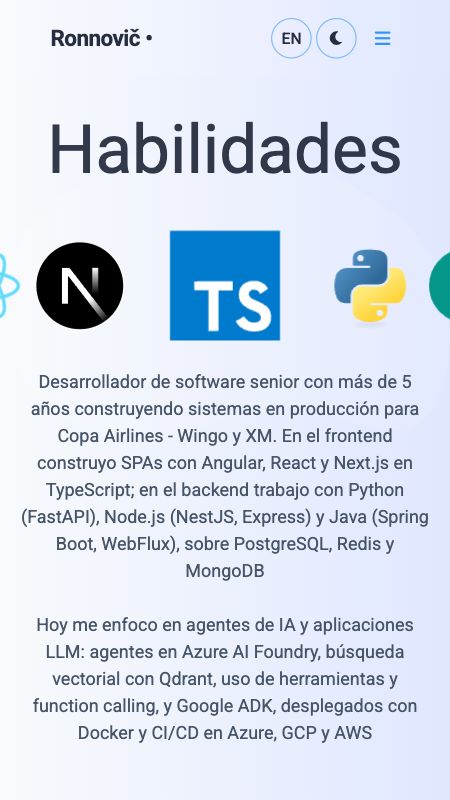 Ronnovič •
EN
Habilidades
N
TS
Desarrollador de software senior con más de 5
años construyendo sistemas en producción para
Copa Airlines - Wingo y XM. En el frontend
construyo SPAs con Angular, React y Next.js en
TypeScript; en el backend trabajo con Python
(FastAPI), Node.js (NestJS, Express) y Java (Spring
Boot, WebFlux), sobre PostgreSQL, Redis y
MongoDB
Hoy me enfoco en agentes de IA y aplicaciones
LLM: agentes en Azure AI Foundry, búsqueda
vectorial con Qdrant, uso de herramientas y
function calling, y Google ADK, desplegados con
Docker y CI/CD en Azure, GCP y AWS